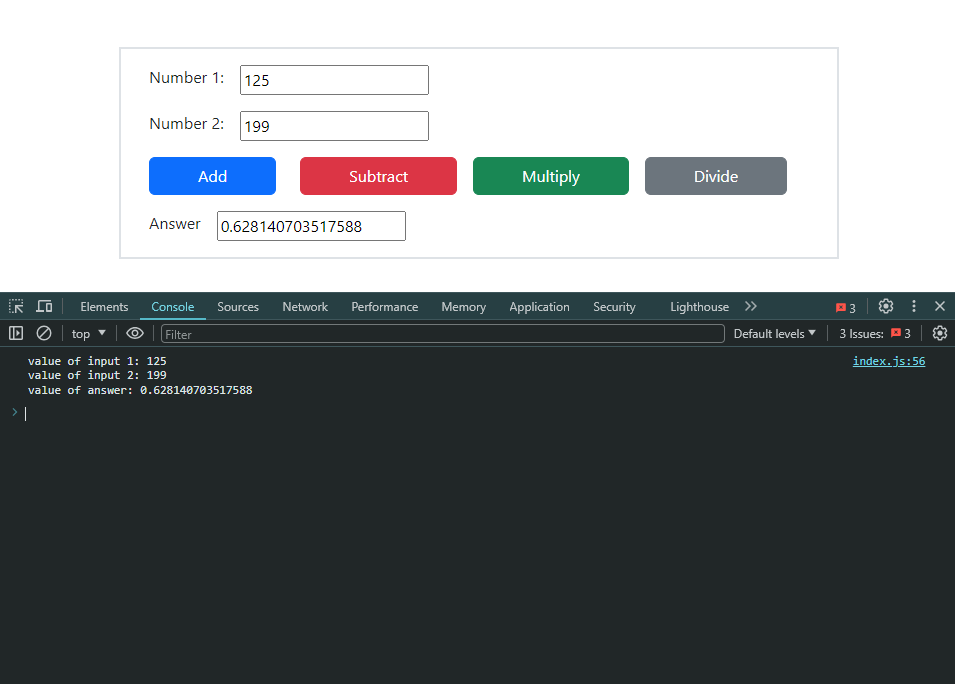 Number 1: 125
Number 2: 199
Add Subtract Multiply Divide
Answer 0.628140703517588
Elements Console Sources Network Performance Memory Application Security Lighthouse 3
top Filter Default levels 3 Issues: 3
value of input 1: 125 index.js:56
value of input 2: 199
value of answer: 0.628140703517588